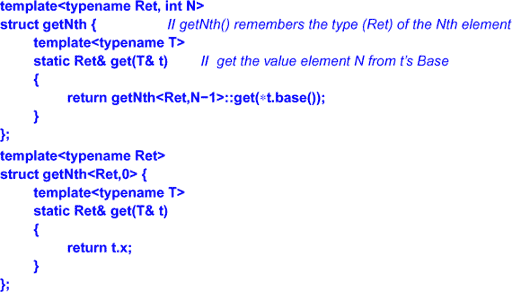 template<typename Ret, int N>
struct getNth { // getNth() remembers the type (Ret) of the Nth element
template<typename T>
static Ret& get(T& t) // get the value element N from t's Base
{
return getNth<Ret,N−1>::get(∗t.base());
}
};
template<typename Ret>
struct getNth<Ret,0> {
template<typename T>
static Ret& get(T& t)
{
return t.x;
}
};